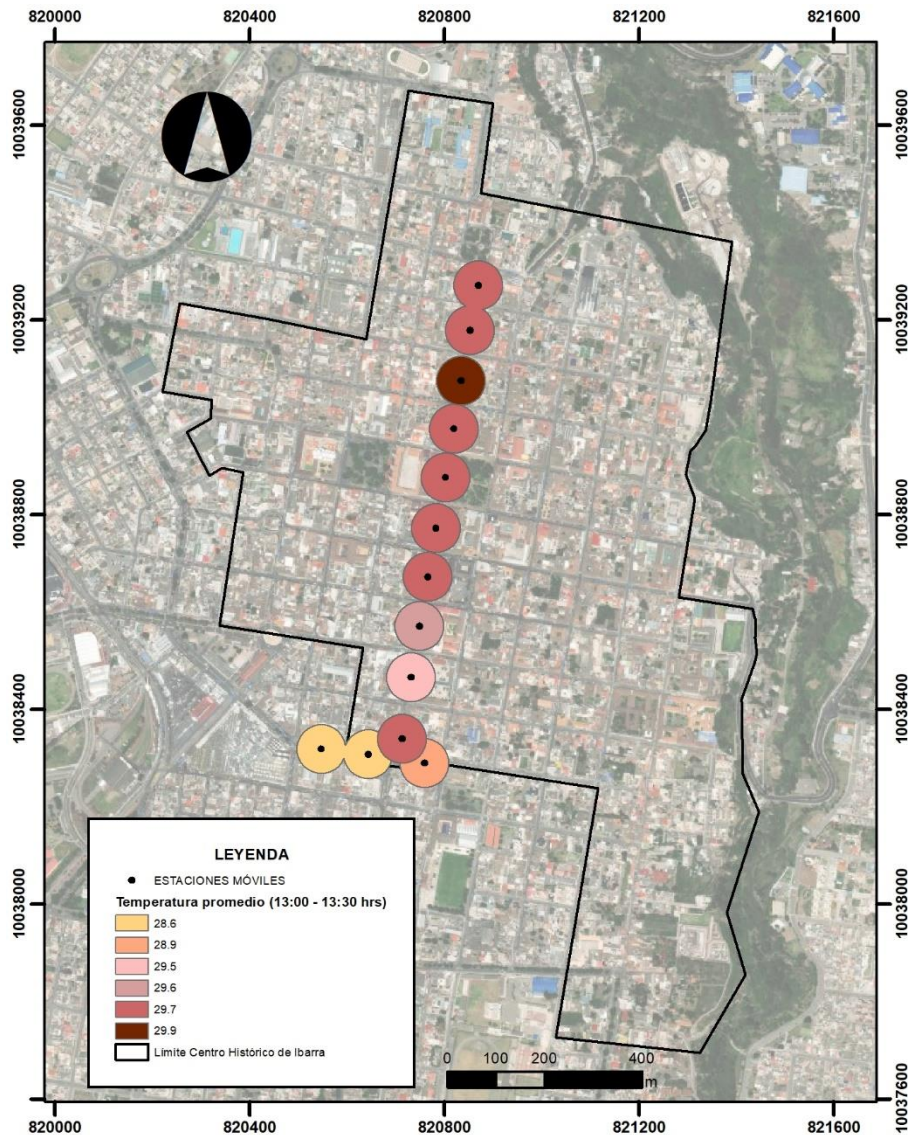 820000 820400 820800 821200 821600
10039600 10039600
10039200 10039200
10038800 10038800
10038400 10038400
10038000 10038000
10037600 10037600
LEYENDA
ESTACIONES MÓVILES
Temperatura promedio (13:00 - 13:30 hrs)
28.6
28.9
29.5
29.6
29.7
29.9
Límite Centro Histórico de Ibarra
0 100 200 400
m
820000 820400 820800 821200 821600